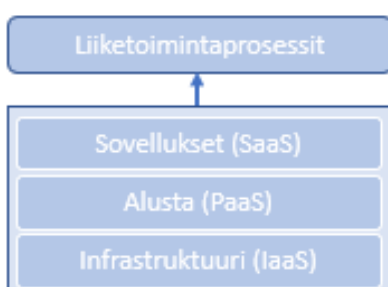 Liiketoimintaprosessit
Sovellukset (SaaS)
Alusta (PaaS)
Infrastruktuuri (IaaS)